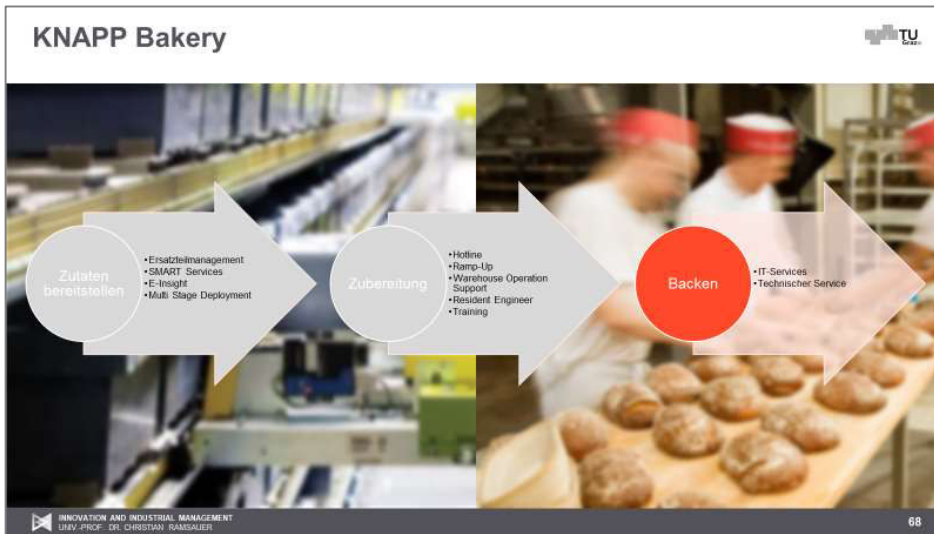 KNAPP Bakery
TU
Graz
Zutaten
bereitstellen
•Ersatzteilmanagement
•SMART Services
•E-Insight
•Multi Stage Deployment
Zubereitung
•Hotline
•Ramp-Up
•Warehouse Operation
Support
•Resident Engineer
•Training
Backen
•IT-Services
•Technischer Service
INNOVATION AND INDUSTRIAL MANAGEMENT
UNIV.-PROF. DR. CHRISTIAN RAMSAUER
68